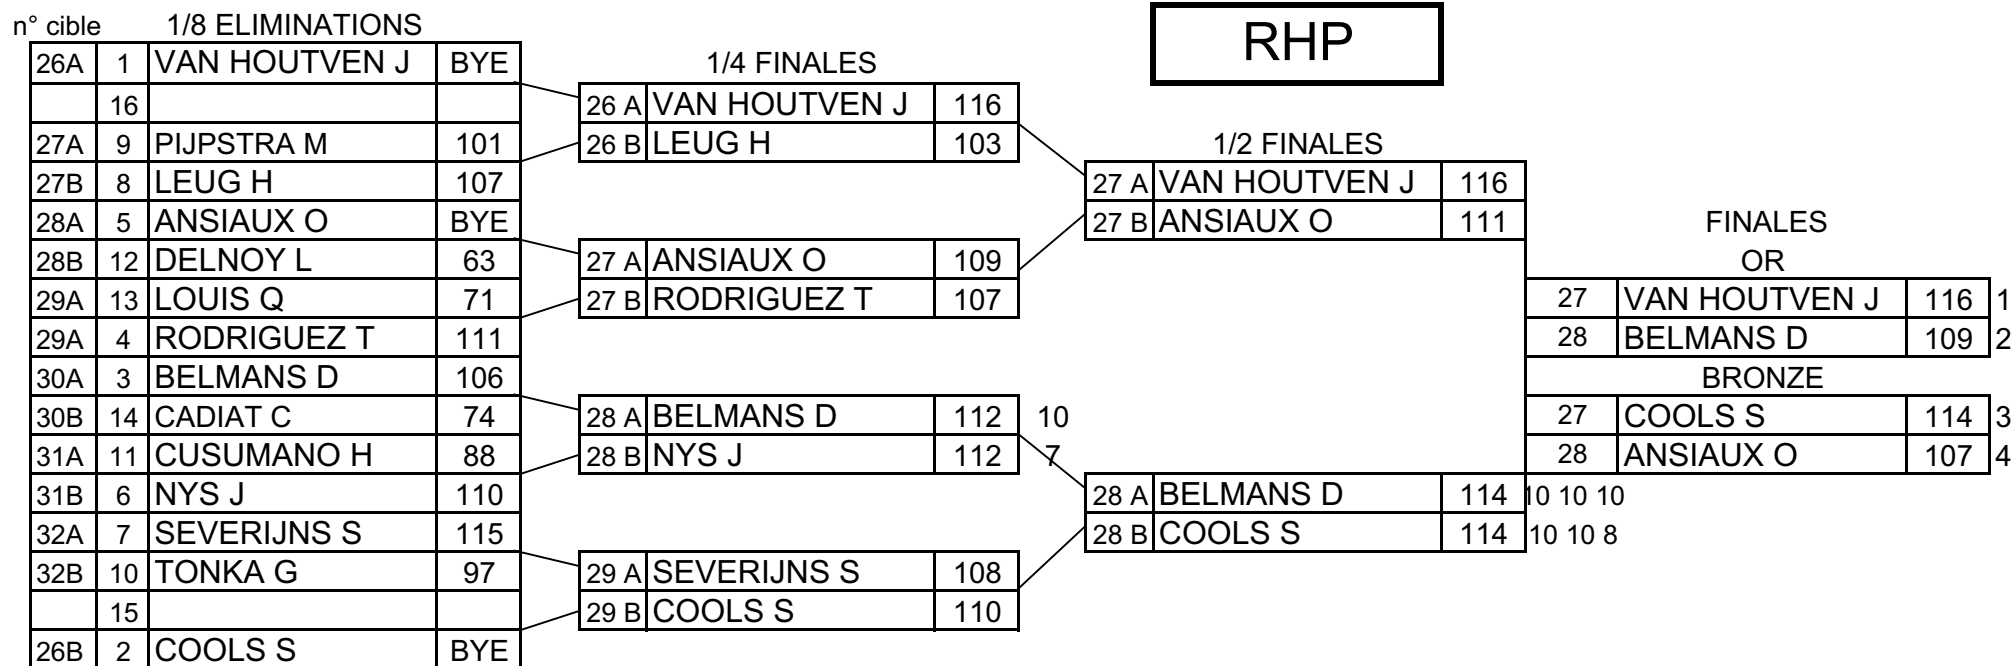 n° cible 1/8 ELIMINATIONS
RHP
26A 1 VAN HOUTVEN J BYE
16
27A 9 PIJPSTRA M 101
27B 8 LEUG H 107
28A 5 ANSIAUX O BYE
28B 12 DELNOY L 63
29A 13 LOUIS Q 71
29A 4 RODRIGUEZ T 111
30A 3 BELMANS D 106
30B 14 CADIAT C 74
31A 11 CUSUMANO H 88
31B 6 NYS J 110
32A 7 SEVERIJNS S 115
32B 10 TONKA G 97
15
26B 2 COOLS S BYE
1/4 FINALES
26 A VAN HOUTVEN J 116
26 B LEUG H 103
27 A ANSIAUX O 109
27 B RODRIGUEZ T 107
28 A BELMANS D 112 10
28 B NYS J 112 7
29 A SEVERIJNS S 108
29 B COOLS S 110
1/2 FINALES
27 A VAN HOUTVEN J 116
27 B ANSIAUX O 111
28 A BELMANS D 114 10 10 10
28 B COOLS S 114 10 10 8
FINALES
OR
27 VAN HOUTVEN J 116 1
28 BELMANS D 109 2
BRONZE
27 COOLS S 114 3
28 ANSIAUX O 107 4